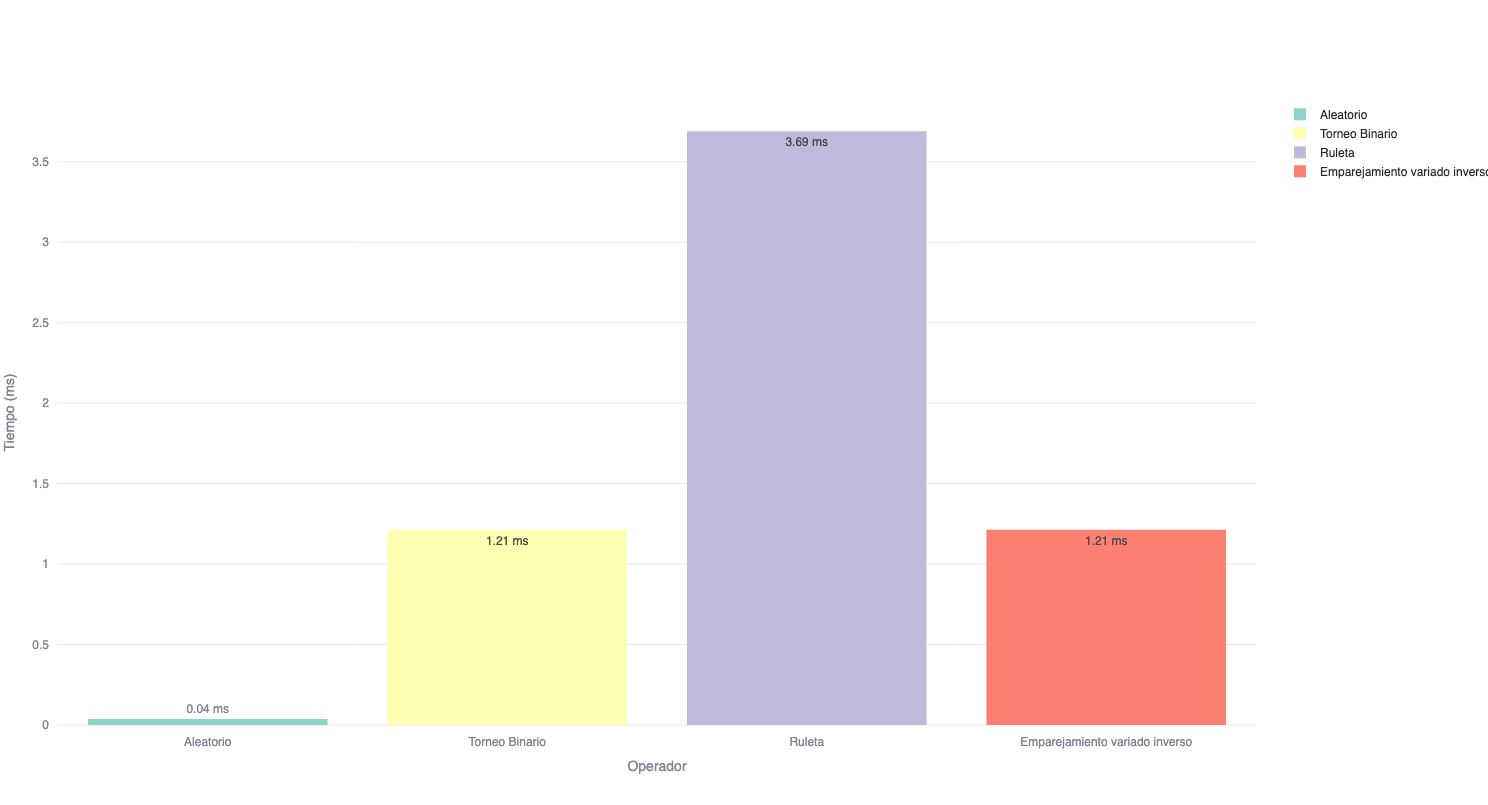 Aleatorio
Torneo Binario
Ruleta
Emparejamiento variado inverso
3.69 ms
3.5
3
2.5
2
Tiempo (ms)
1.5
1.21 ms
1.21 ms
1
0.5
0.04 ms
0
Aleatorio
Torneo Binario
Ruleta
Emparejamiento variado inverso
Operador